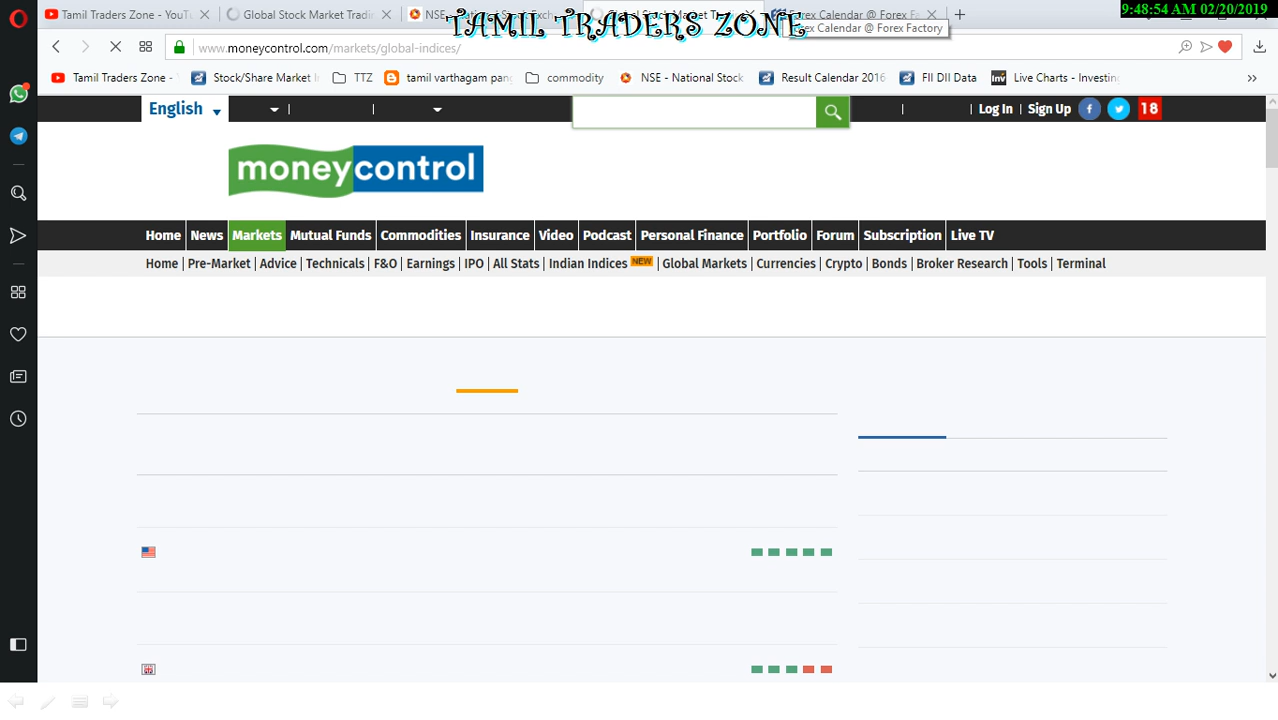 Tamil Traders Zone - YouT
Global Stock Market Tradin
NSE
Forex Calendar @ Forex Fa
TAMIL TRADERS ZONE
9:48:54 AM 02/20/2019
Forex Calendar @ Forex Factory
www.moneycontrol.com/markets/global-indices/
Tamil Traders Zone -
Stock/Share Market I
TTZ
tamil varthagam pan
commodity
NSE - National Stock
Result Calendar 2016
FII DII Data
Inv
Live Charts - Investin
English
Log In | Sign Up
18
moneycontrol
Home News Markets Mutual Funds Commodities Insurance Video Podcast Personal Finance Portfolio Forum Subscription Live TV
Home | Pre-Market | Advice | Technicals | F&O | Earnings | IPO | All Stats | Indian Indices NEW | Global Markets | Currencies | Crypto | Bonds | Broker Research | Tools | Terminal